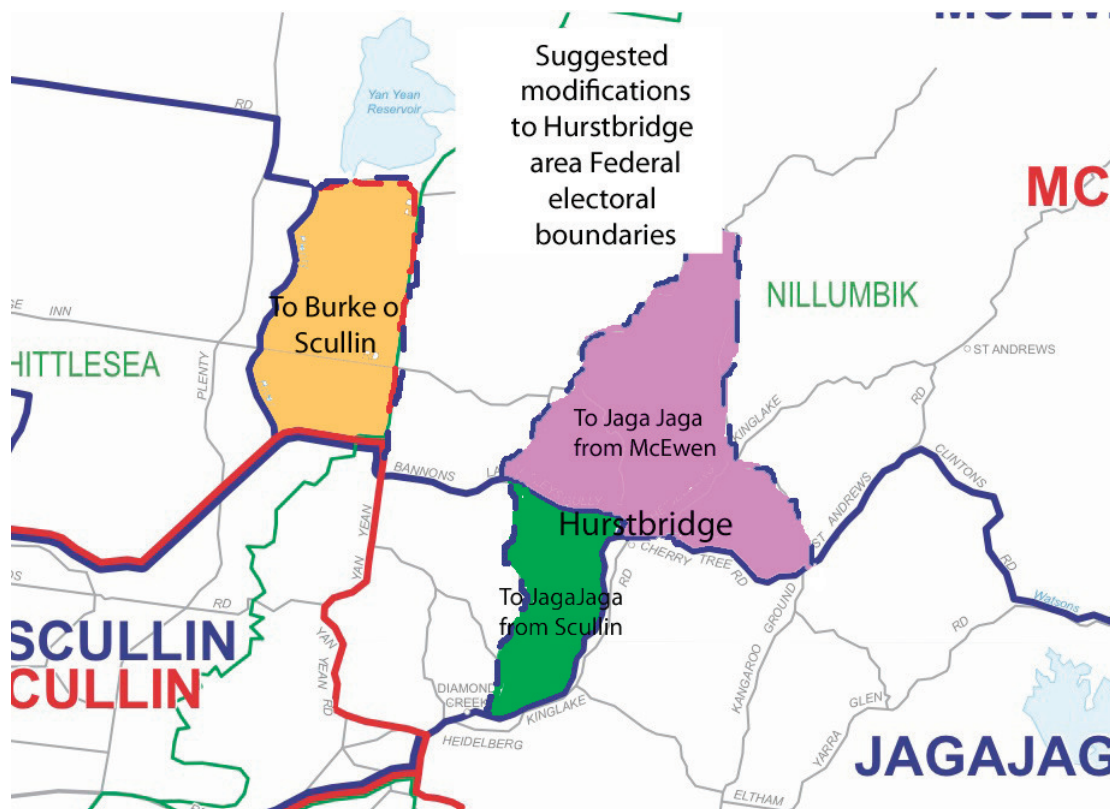 MCEW
RD
Yan Yean
Reservoir
Suggested
modifications
to Hurstbridge
area Federal
electoral
boundaries
MC
NILLUMBIK
To Burke o
Scullin
INN
HITTLESEA
PLENTY
ST ANDREWS
RD
KINGLAKE
To Jaga Jaga
from McEwen
BANNONS
Hurstbridge
ST ANDREWS
CLINTONS
RD
YEAN
YAN
CHERRY TREE RD
RD
To JagaJaga
from Scullin
Watsons
RD
RD
SCULLIN
CULLIN
YAN
YEAN
RD
KANGAROO GROUND
DIAMOND
CREEK
KINGLAKE
HEIDELBERG
GLEN
YARRA
JAGAJAG
ELTHAM